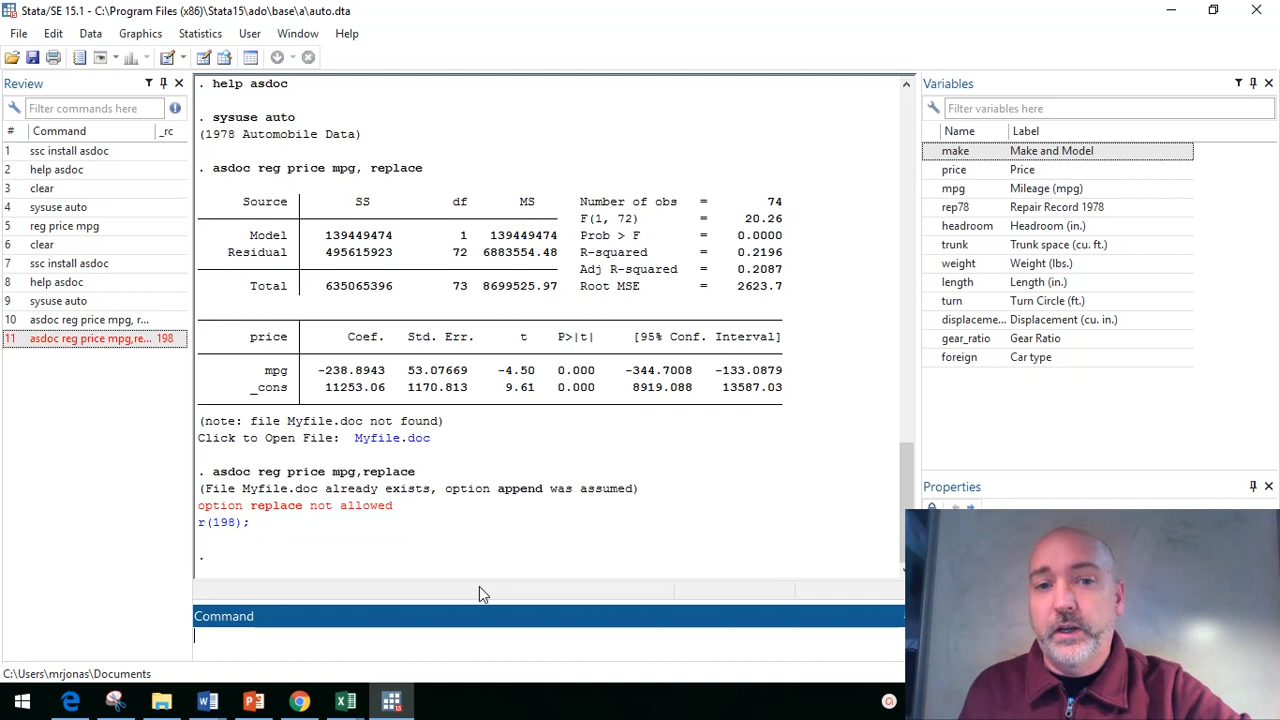 Stata/SE 15.1 - C:\Program Files (x86)\Stata15\ado\base\a\auto.dta
File Edit Data Graphics Statistics User Window Help
Review
Filter commands here
# Command _rc
1 ssc install asdoc
2 help asdoc
3 clear
4 sysuse auto
5 reg price mpg
6 clear
7 ssc install asdoc
8 help asdoc
9 sysuse auto
10 asdoc reg price mpg, r...
11 asdoc reg price mpg,re... 198
. help asdoc
. sysuse auto
(1978 Automobile Data)
. asdoc reg price mpg, replace
Source SS df MS Number of obs = 74
F(1, 72) = 20.26
Model 139449474 1 139449474 Prob > F = 0.0000
Residual 495615923 72 6883554.48 R-squared = 0.2196
Adj R-squared = 0.2087
Total 635065396 73 8699525.97 Root MSE = 2623.7
price Coef. Std. Err. t P>|t| [95% Conf. Interval]
mpg -238.8943 53.07669 -4.50 0.000 -344.7008 -133.0879
_cons 11253.06 1170.813 9.61 0.000 8919.088 13587.03
(note: file Myfile.doc not found)
Click to Open File: Myfile.doc
. asdoc reg price mpg,replace
(File Myfile.doc already exists, option append was assumed)
option replace not allowed
r(198);
.
Command
C:\Users\mrjonas\Documents
Variables
Filter variables here
Name Label
make Make and Model
price Price
mpg Mileage (mpg)
rep78 Repair Record 1978
headroom Headroom (in.)
trunk Trunk space (cu. ft.)
weight Weight (lbs.)
length Length (in.)
turn Turn Circle (ft.)
displaceme... Displacement (cu. in.)
gear_ratio Gear Ratio
foreign Car type
Properties